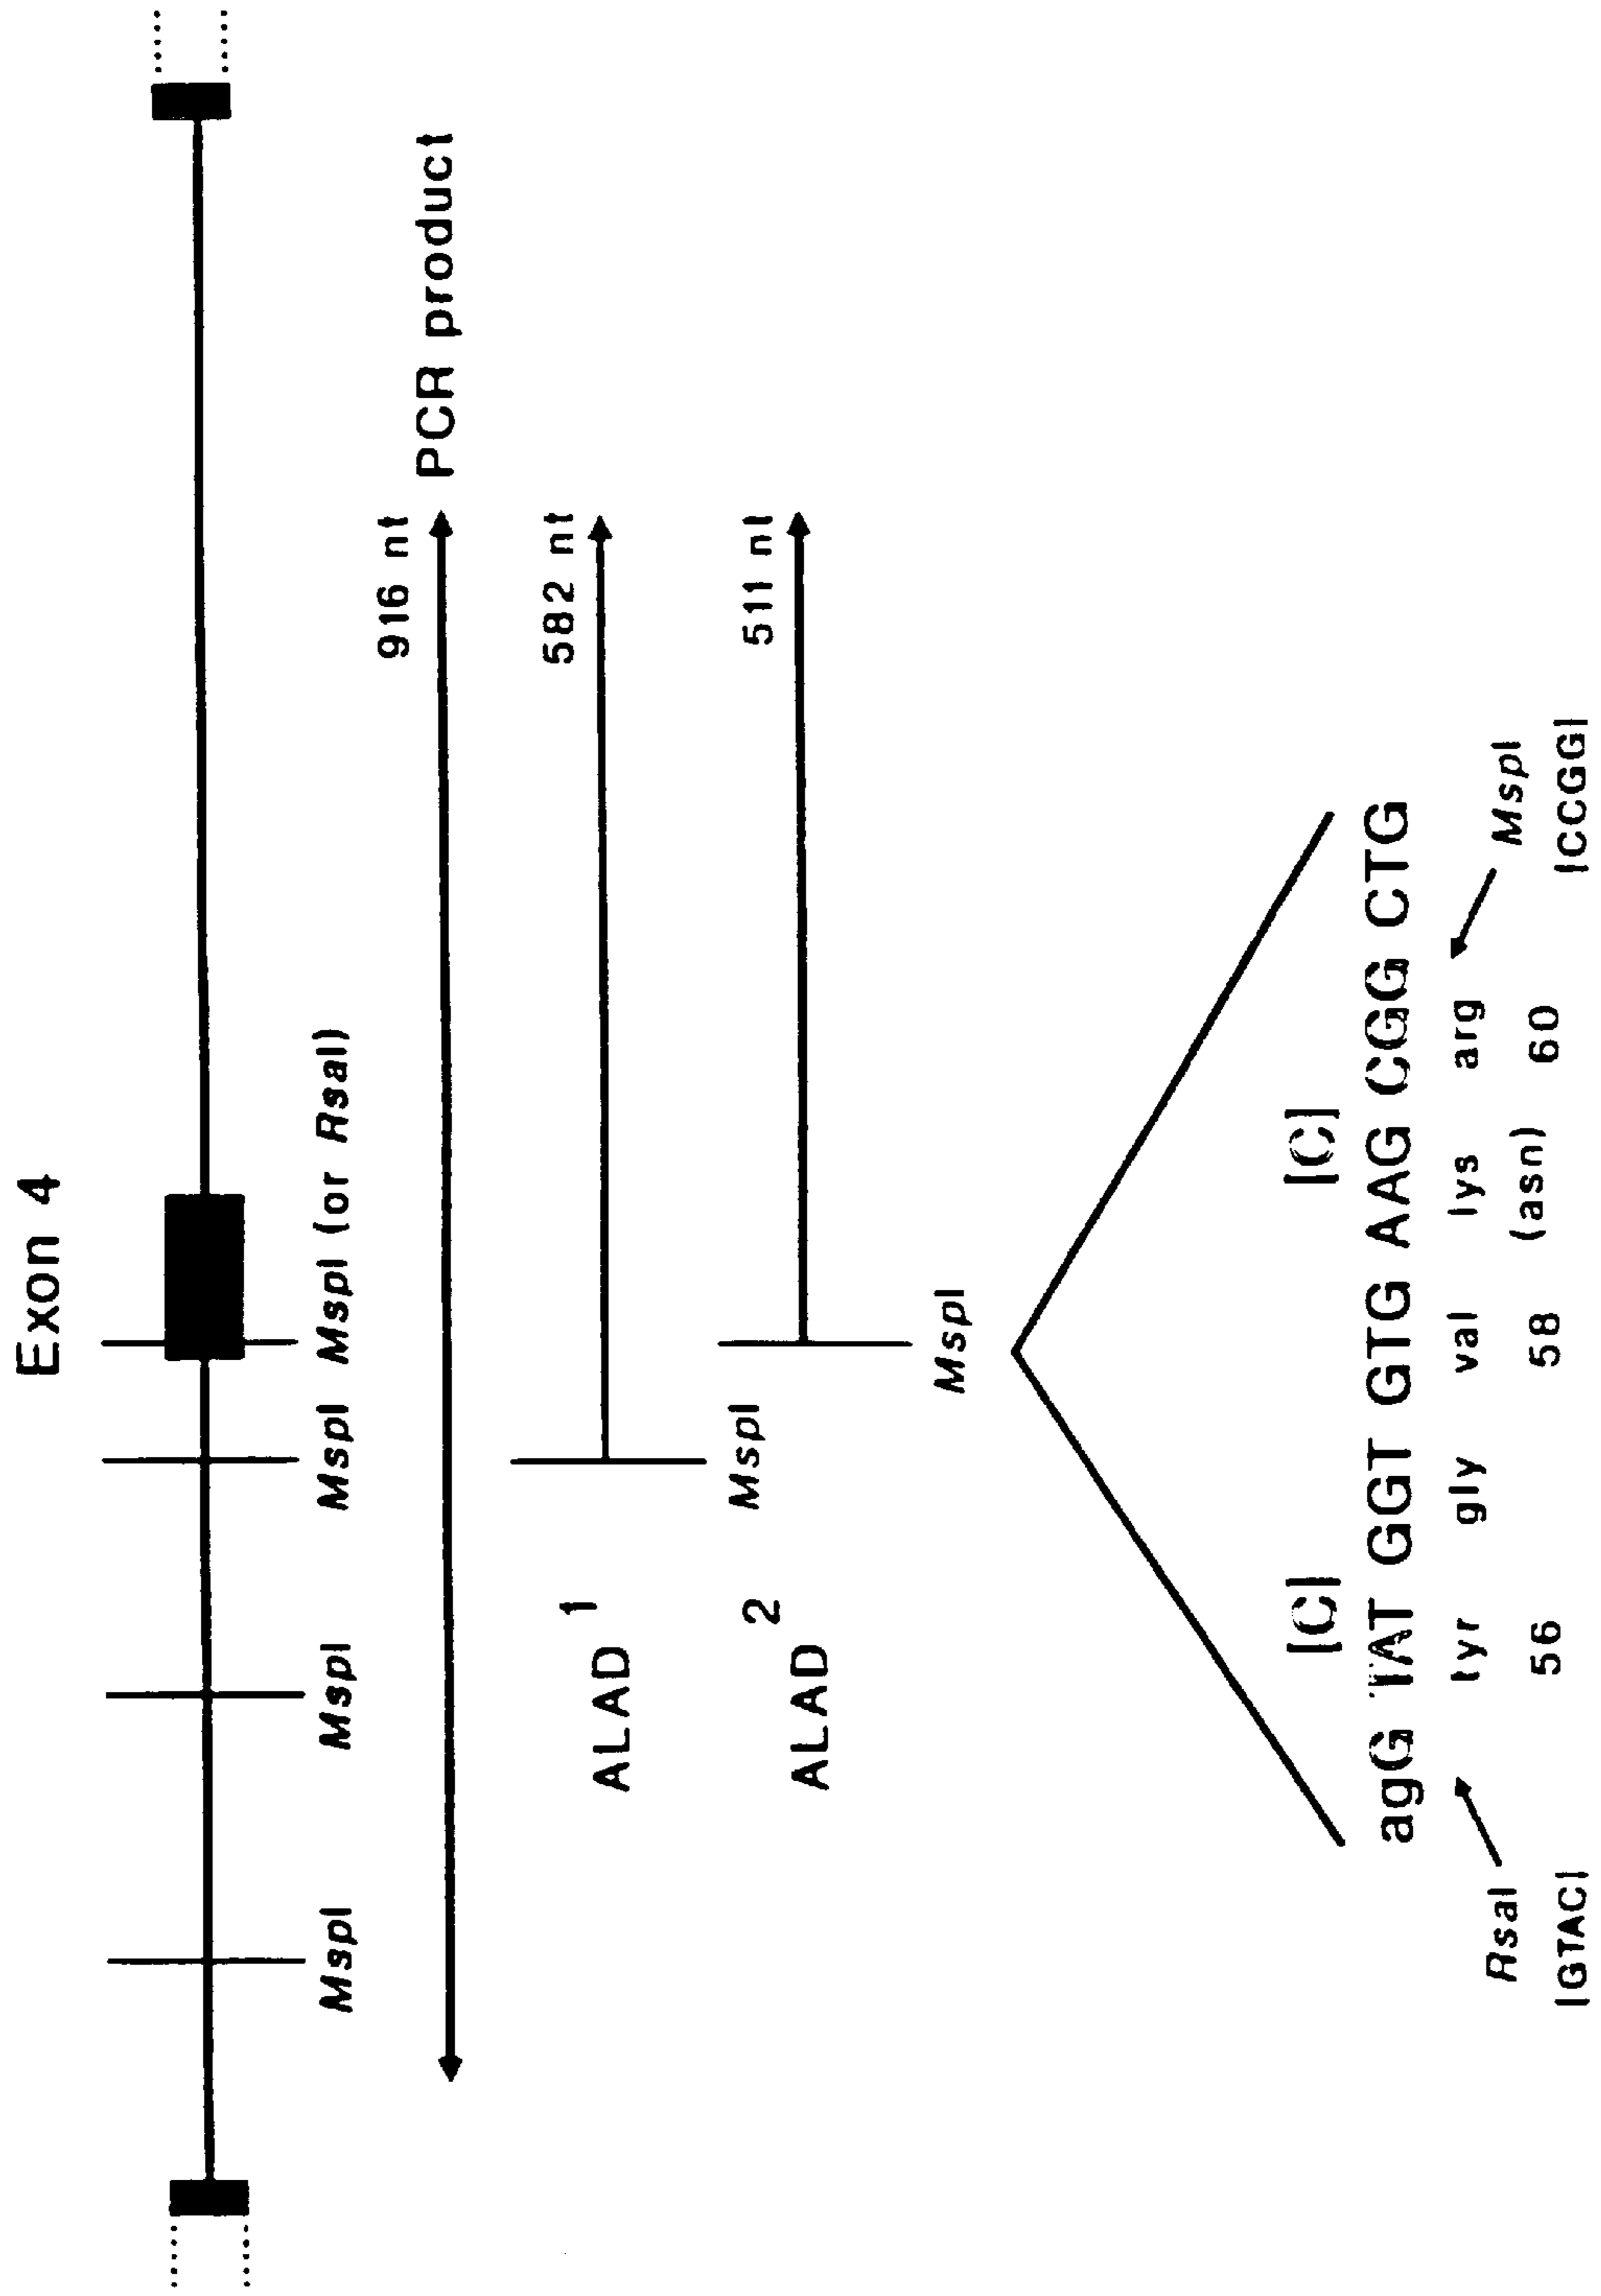 Exon 4
MspI MspI MspI MspI (or RsaI)
916 nt
PCR product
582 nt
ALAD 1
MspI
511 nt
ALAD 2
MspI
[C] [C]
agG TAT GGT GTG AAG CGG CTG
tyr gly val lys arg
RsaI 56 58 (asn) 60 MspI
[GTAC] [CCGG]